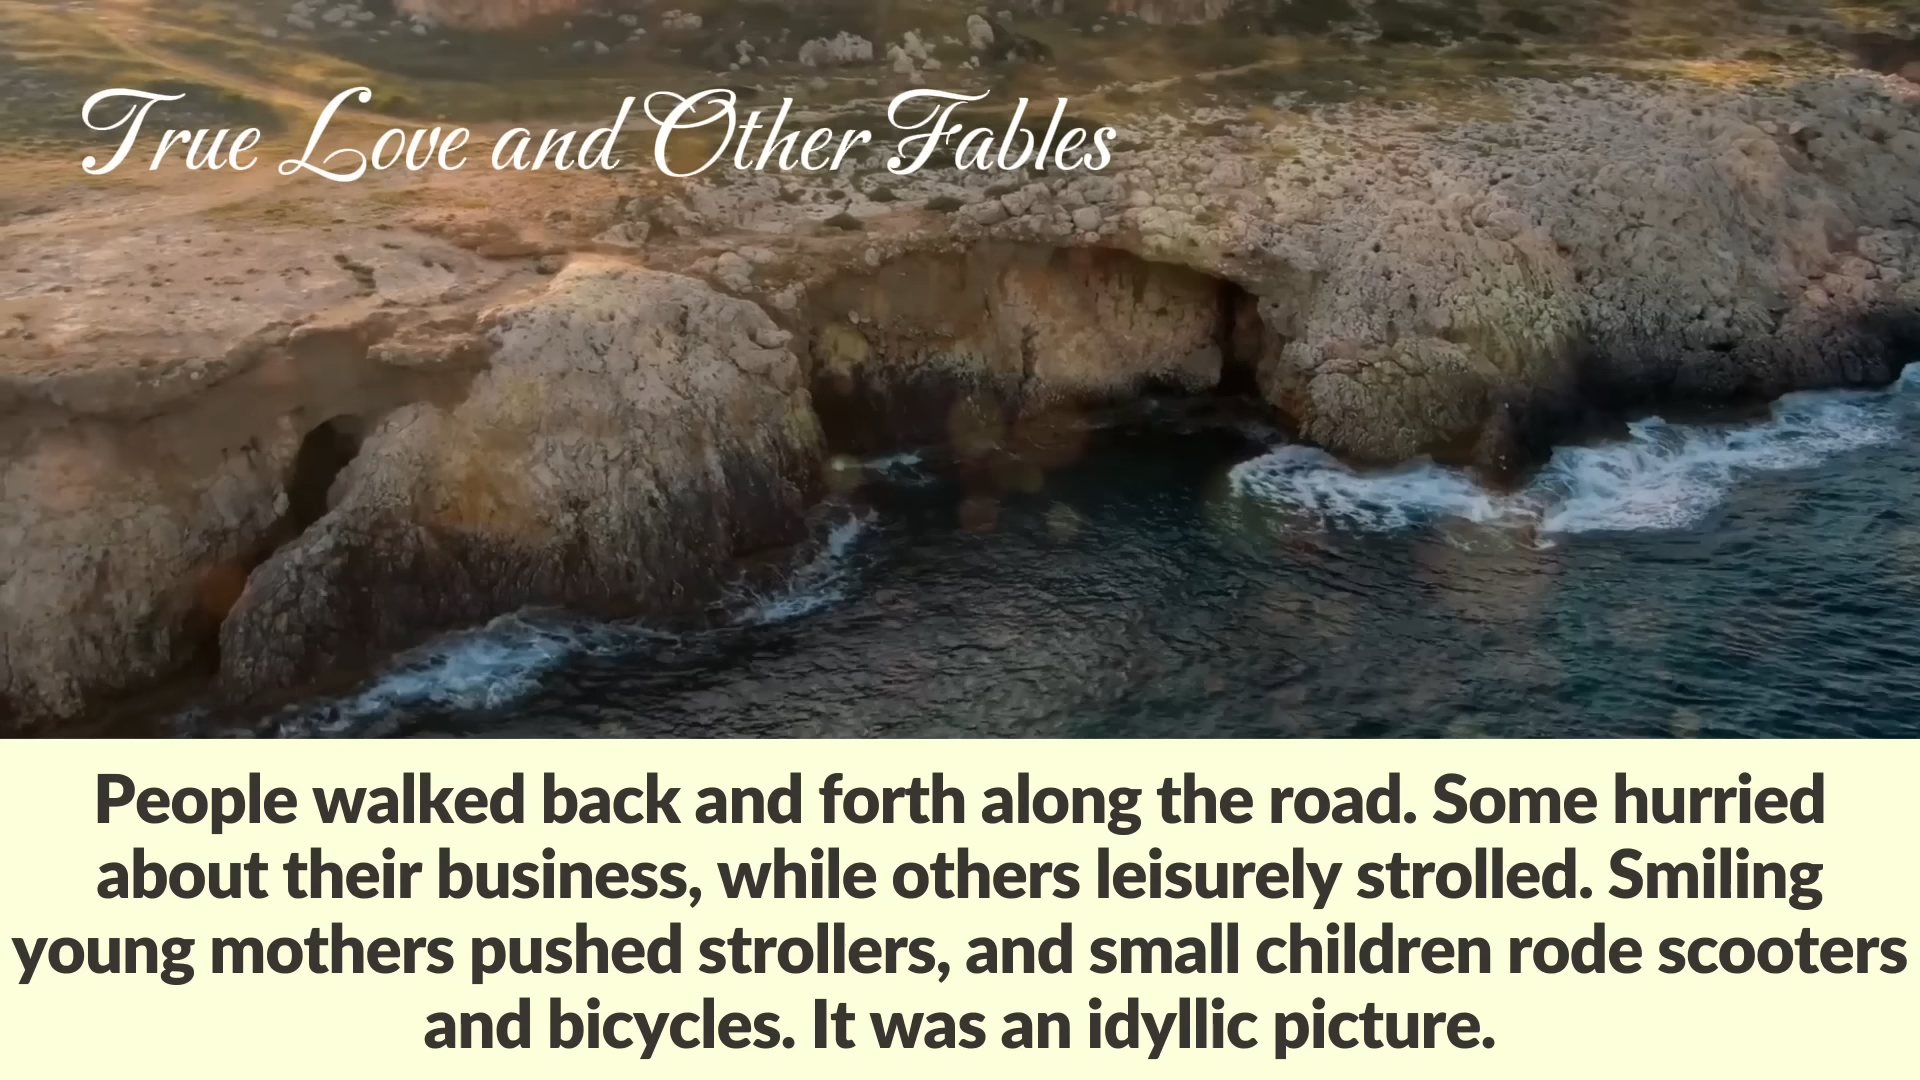 True Love and Other Fables
People walked back and forth along the road. Some hurried
about their business, while others leisurely strolled. Smiling
young mothers pushed strollers, and small children rode scooters
and bicycles. It was an idyllic picture.